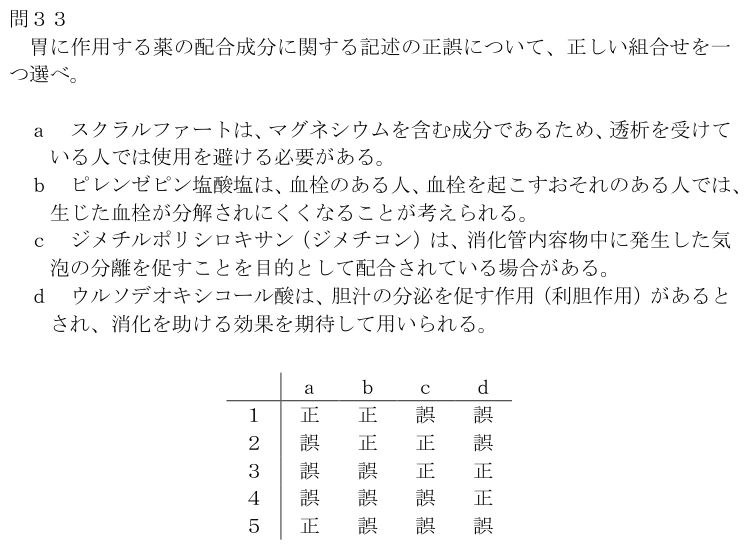 問３３
胃に作用する薬の配合成分に関する記述の正誤について、正しい組合せを一
つ選べ。
a　スクラルファートは、マグネシウムを含む成分であるため、透析を受けて
いる人では使用を避ける必要がある。
b　ピレンゼピン塩酸塩は、血栓のある人、血栓を起こすおそれのある人では、
生じた血栓が分解されにくくなることが考えられる。
c　ジメチルポリシロキサン（ジメチコン）は、消化管内容物中に発生した気
泡の分離を促すことを目的として配合されている場合がある。
d　ウルソデオキシコール酸は、胆汁の分泌を促す作用（利胆作用）があると
され、消化を助ける効果を期待して用いられる。
a b c d
1 正 正 誤 誤
2 誤 正 正 誤
3 誤 誤 正 正
4 誤 誤 誤 正
5 正 誤 誤 誤